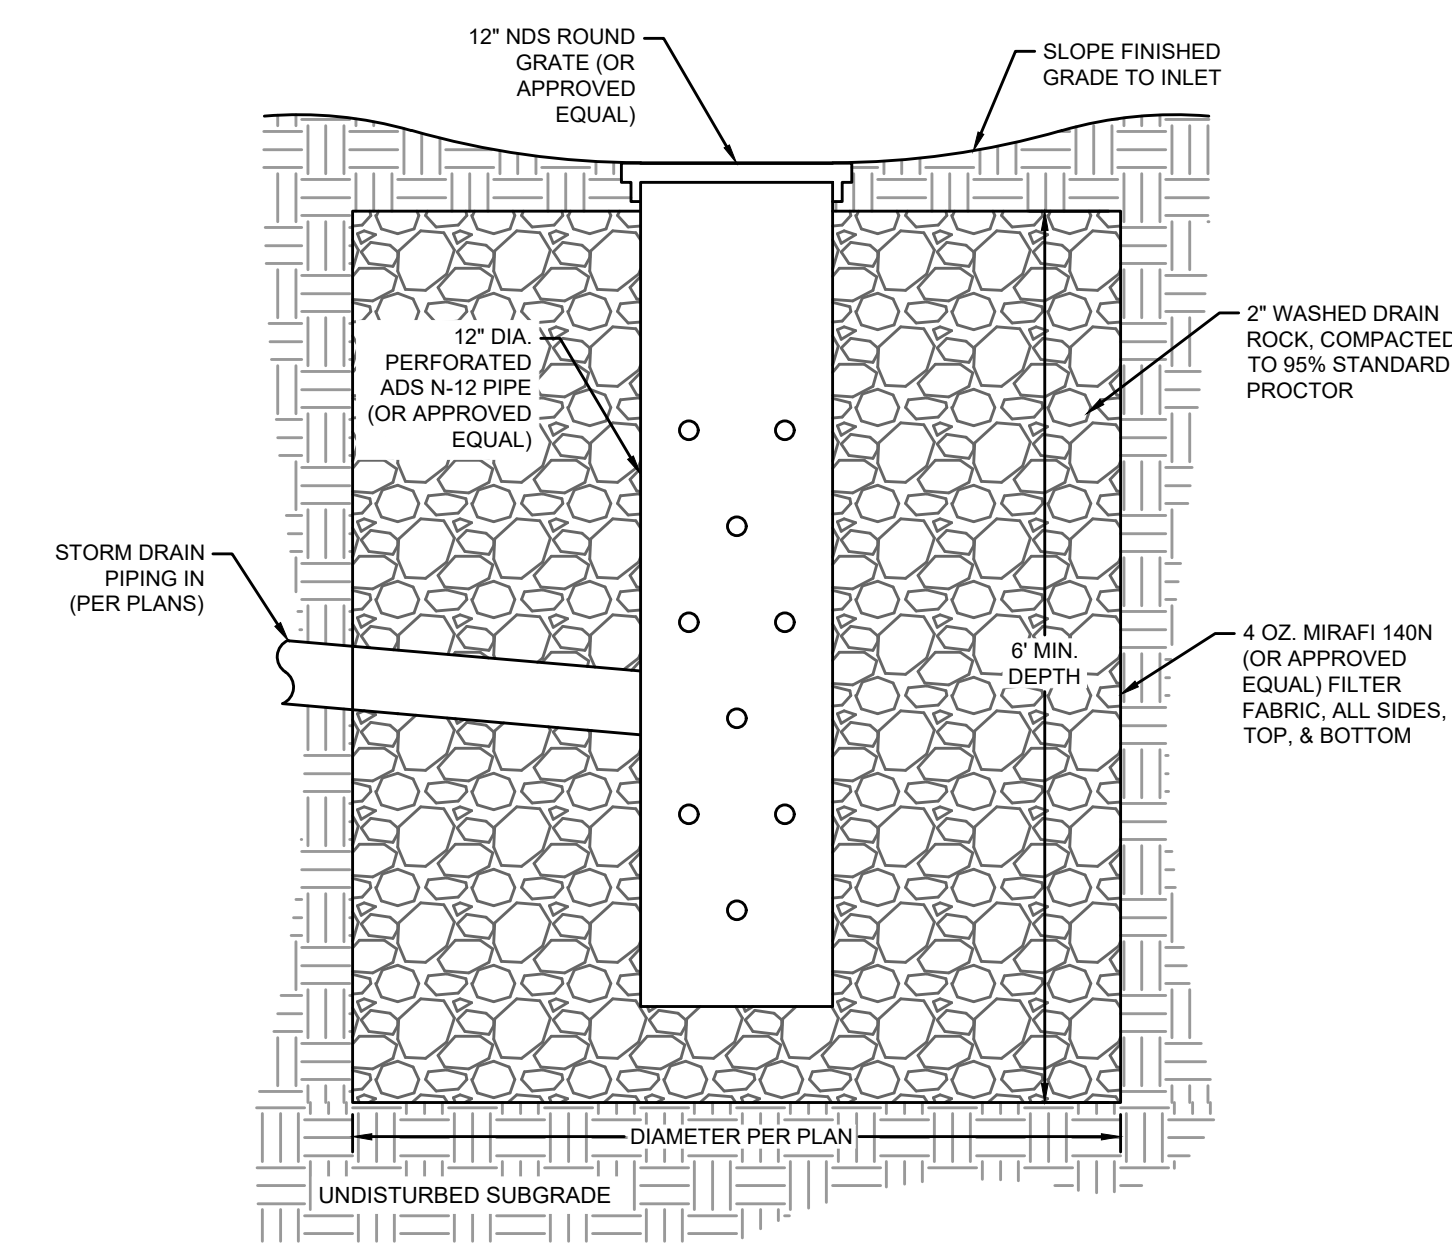 12" NDS ROUND
GRATE (OR
APPROVED
EQUAL)
SLOPE FINISHED
GRADE TO INLET
2" WASHED DRAIN
ROCK, COMPACTED
TO 95% STANDARD
PROCTOR
12" DIA.
PERFORATED
ADS N-12 PIPE
(OR APPROVED
EQUAL)
STORM DRAIN
PIPING IN
(PER PLANS)
6' MIN.
DEPTH
4 OZ. MIRAFI 140N
(OR APPROVED
EQUAL) FILTER
FABRIC, ALL SIDES,
TOP, & BOTTOM
DIAMETER PER PLAN
UNDISTURBED SUBGRADE